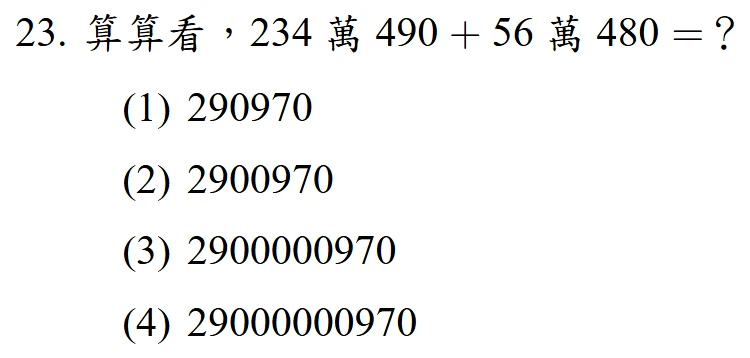 23. 算算看，234 萬 490 + 56 萬 480 = ?
(1) 290970
(2) 2900970
(3) 2900000970
(4) 29000000970